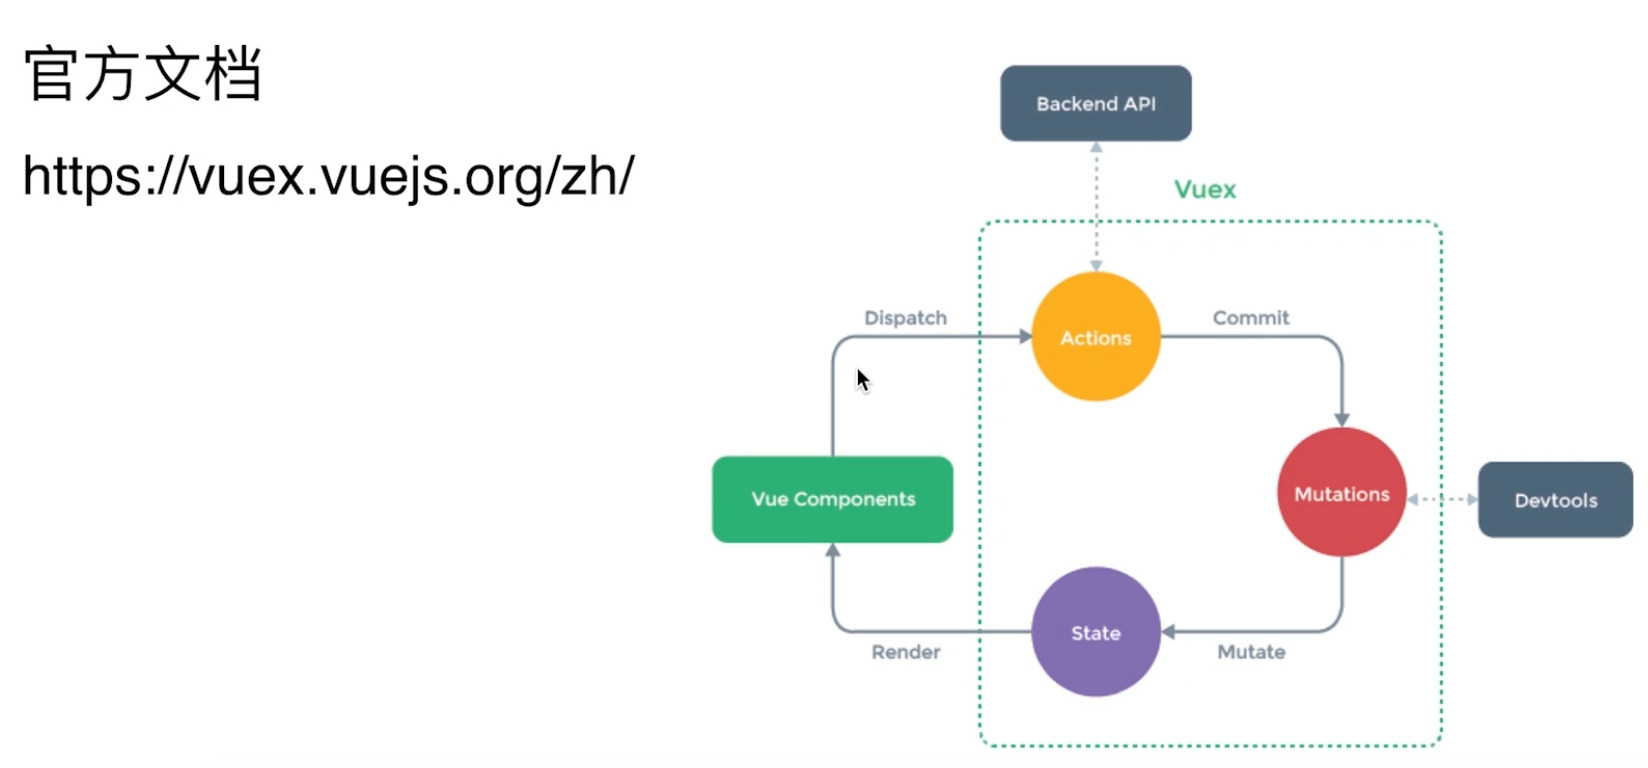 官方文档
https://vuex.vuejs.org/zh/
Backend API
Vuex
Dispatch
Commit
Actions
Vue Components
Mutations
Devtools
State
Render
Mutate